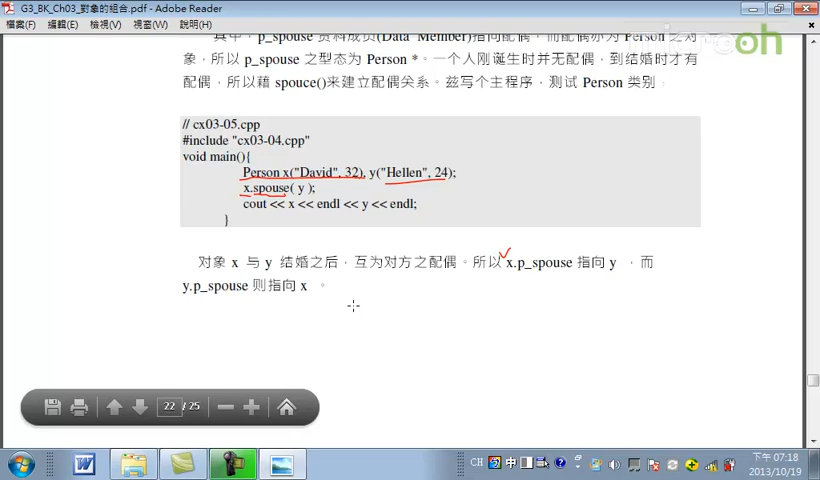 G3_BK_Ch03_對象的組合.pdf - Adobe Reader
檔案(F) 編輯(E) 檢視(V) 視窗(W) 說明(H)
其中，p_spouse 资料成员(Data Member)指向配偶，而配偶亦为 Person 之对
象，所以 p_spouse 之型态为 Person *。一个人刚诞生时并无配偶，到结婚时才有
配偶，所以藉 spouce()来建立配偶关系。兹写个主程序，测试 Person 类别：
// cx03-05.cpp
#include "cx03-04.cpp"
void main(){
Person x("David", 32), y("Hellen", 24);
x.spouse( y );
cout << x << endl << y << endl;
}
对象 x 与 y 结婚之后，互为对方之配偶。所以 x.p_spouse 指向 y ，而
y.p_spouse 则指向 x 。
22 / 25
CH 中
下午 07:18
2013/10/19